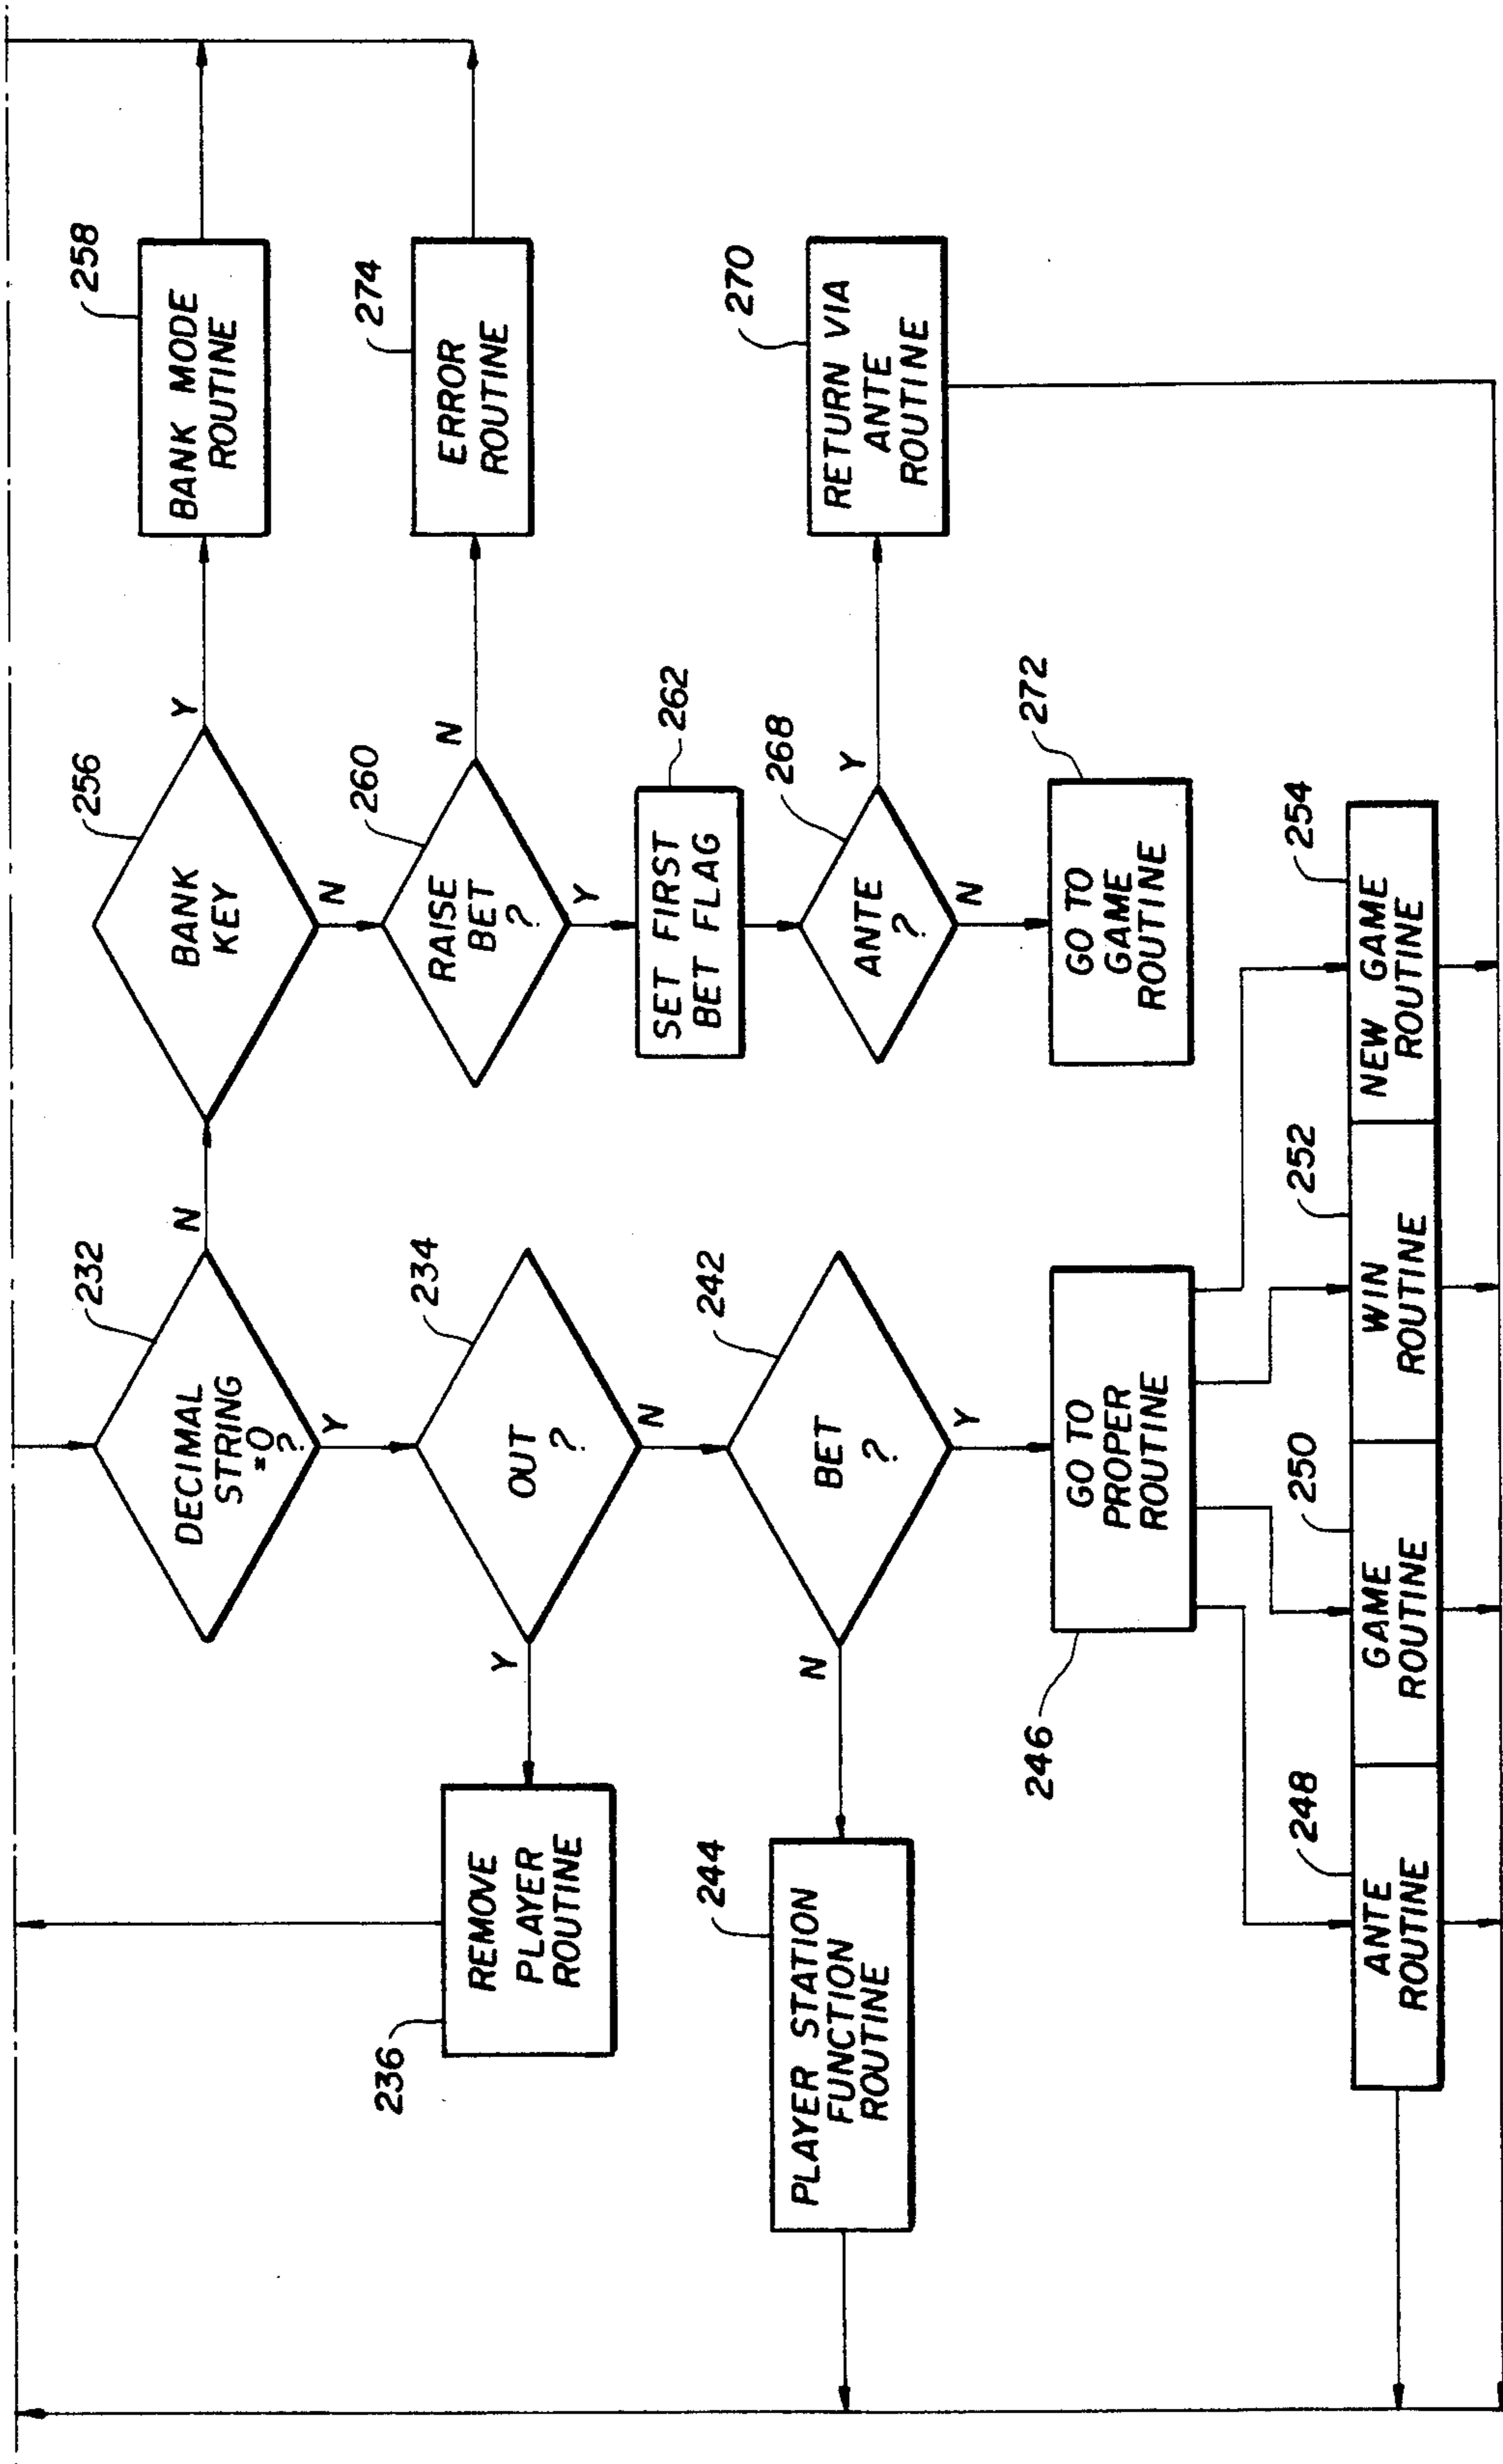 232
DECIMAL
STRING
=0
?
N
Y
256
BANK
KEY
Y
N
258
BANK MODE
ROUTINE
234
OUT
?
Y
N
236
REMOVE
PLAYER
ROUTINE
260
RAISE
BET
?
N
Y
274
ERROR
ROUTINE
262
SET FIRST
BET FLAG
242
BET
?
N
Y
244
PLAYER STATION
FUNCTION
ROUTINE
268
ANTE
?
Y
N
270
RETURN VIA
ANTE
ROUTINE
246
GO TO
PROPER
ROUTINE
272
GO TO
GAME
ROUTINE
248
ANTE
ROUTINE
250
GAME
ROUTINE
252
WIN
ROUTINE
254
NEW GAME
ROUTINE